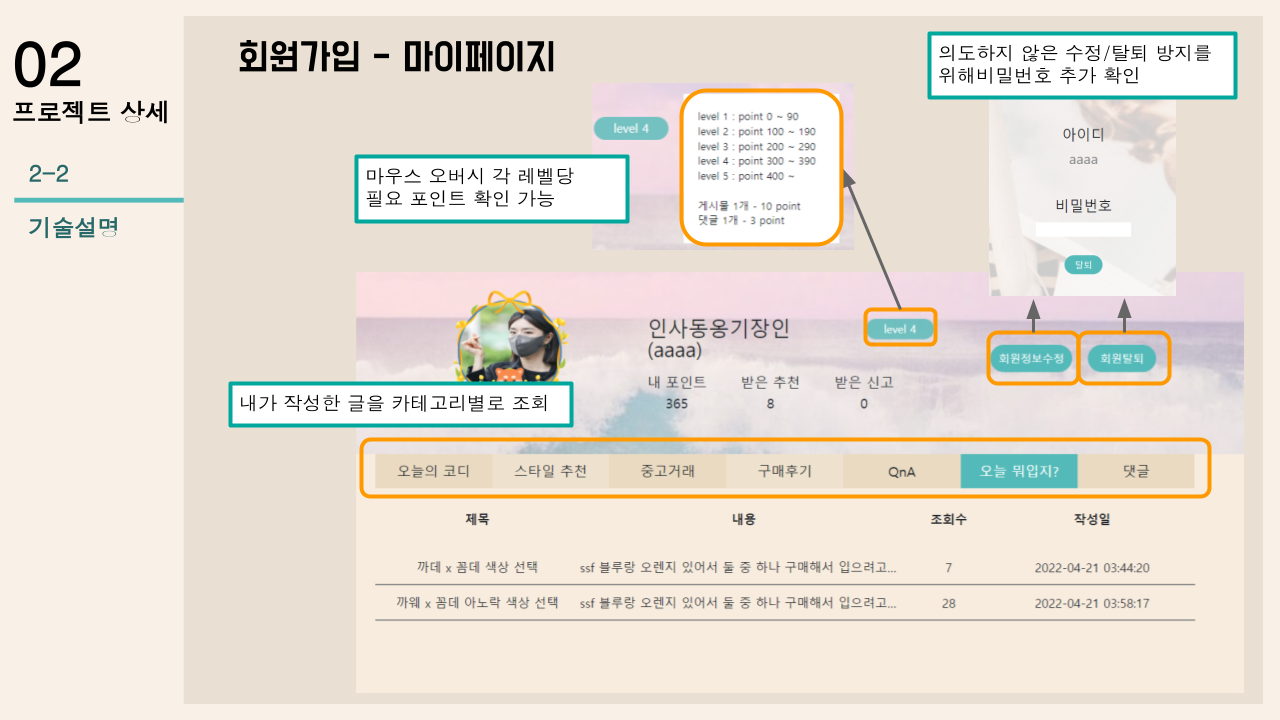 02
프로젝트 상세
2-2
기술설명
회원가입 - 마이페이지
의도하지 않은 수정/탈퇴 방지를
위해비밀번호 추가 확인
level 4
level 1 : point 0 ~ 90
level 2 : point 100 ~ 190
level 3 : point 200 ~ 290
level 4 : point 300 ~ 390
level 5 : point 400 ~
게시물 1개 - 10 point
댓글 1개 - 3 point
마우스 오버시 각 레벨당
필요 포인트 확인 가능
아이디
aaaa
비밀번호
탈퇴
인사동옹기장인
(aaaa)
level 4
회원정보수정 회원탈퇴
내 포인트 받은 추천 받은 신고
365 8 0
내가 작성한 글을 카테고리별로 조회
오늘의 코디 스타일 추천 중고거래 구매후기 QnA 오늘 뭐입지? 댓글
제목 내용 조회수 작성일
까데 x 꼼데 색상 선택 ssf 블루랑 오렌지 있어서 둘 중 하나 구매해서 입으려고... 7 2022-04-21 03:44:20
까웨 x 꼼데 아노락 색상 선택 ssf 블루랑 오렌지 있어서 둘 중 하나 구매해서 입으려고... 28 2022-04-21 03:58:17